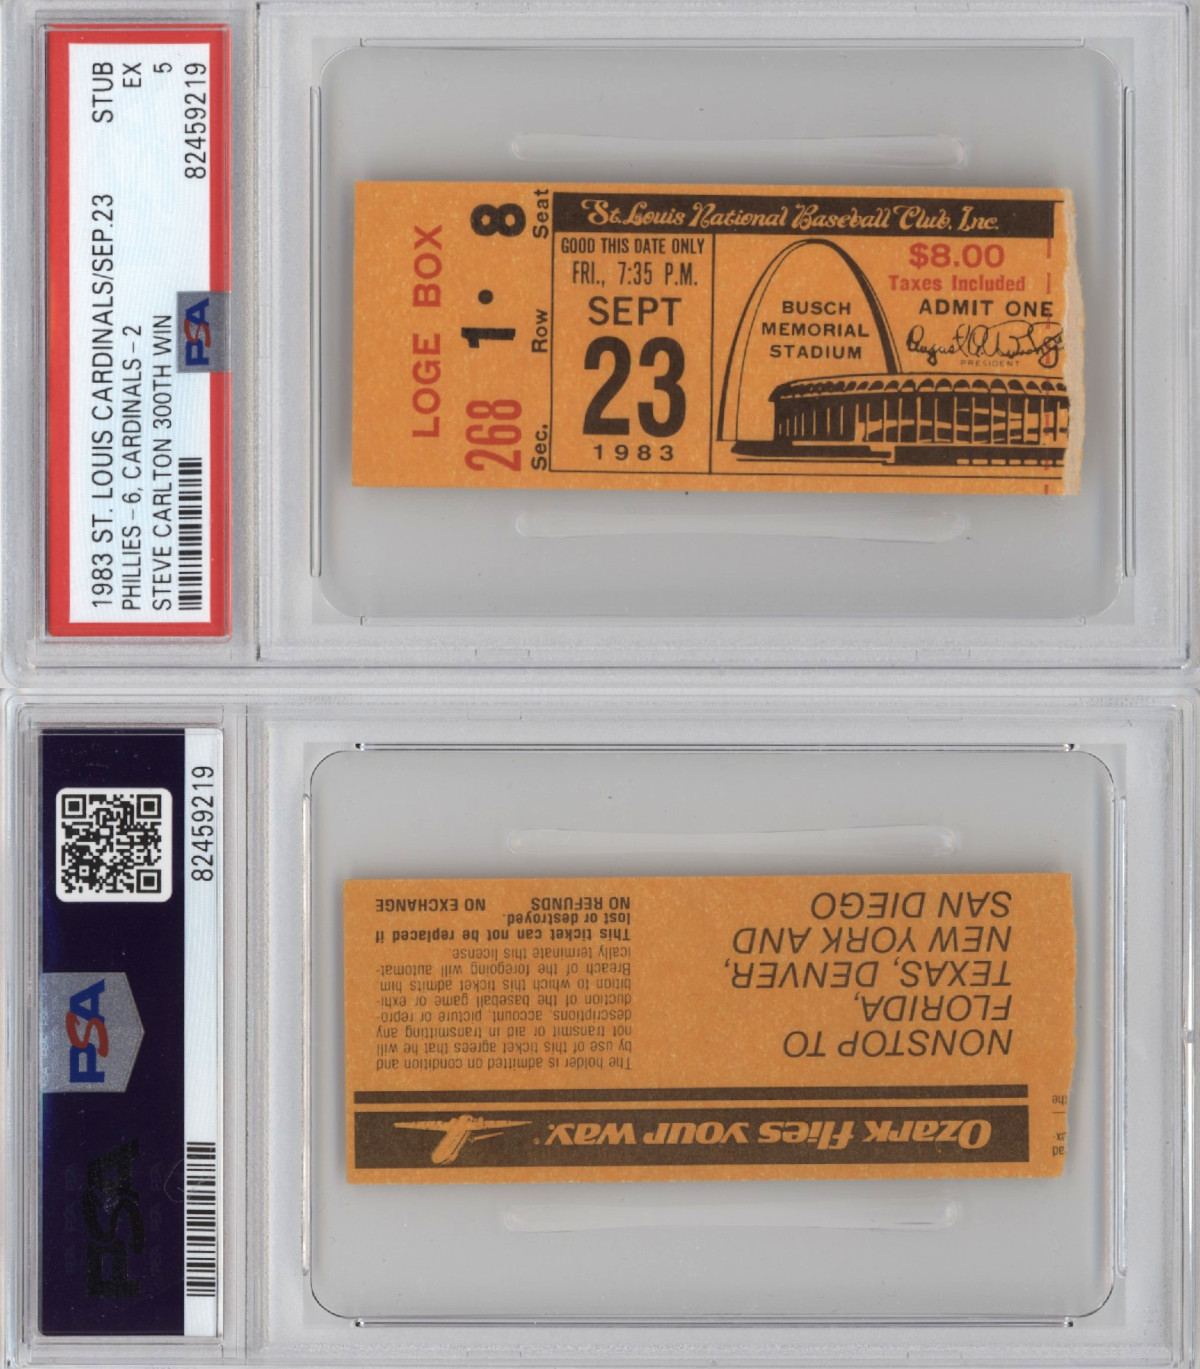 1983 ST. LOUIS CARDINALS/SEP.23 STUB
PHILLIES - 6, CARDINALS - 2 EX
STEVE CARLTON 300TH WIN 5
82459219
PSA
LOGE BOX
268 1 • 8
Sec. Row Seat
St. Louis National Baseball Club, Inc.
GOOD THIS DATE ONLY
FRI., 7:35 P.M.
SEPT
23
1983
BUSCH
MEMORIAL
STADIUM
$8.00
Taxes Included
ADMIT ONE
PRESIDENT
82459219
PSA
PSA
Ozark flies your way.
NONSTOP TO
FLORIDA,
TEXAS, DENVER,
NEW YORK AND
SAN DIEGO
The holder is admitted on condition and
by use of this ticket agrees that he will
not transmit or aid in transmitting any
descriptions, account, picture or repro-
duction of the baseball game or exhi-
bition to which this ticket admits him.
Breach of the foregoing will automat-
ically terminate this license.
This ticket can not be replaced if
lost or destroyed.
NO REFUNDS NO EXCHANGE